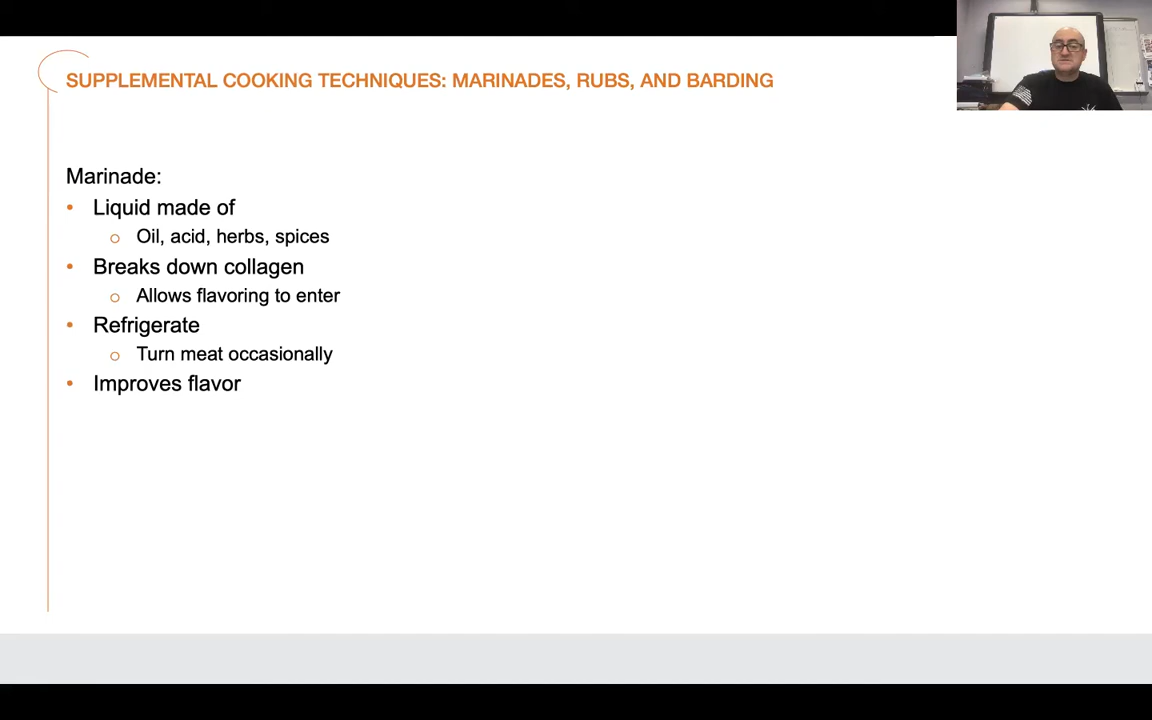 SUPPLEMENTAL COOKING TECHNIQUES: MARINADES, RUBS, AND BARDING
Marinade:
• Liquid made of
o Oil, acid, herbs, spices
• Breaks down collagen
o Allows flavoring to enter
• Refrigerate
o Turn meat occasionally
• Improves flavor